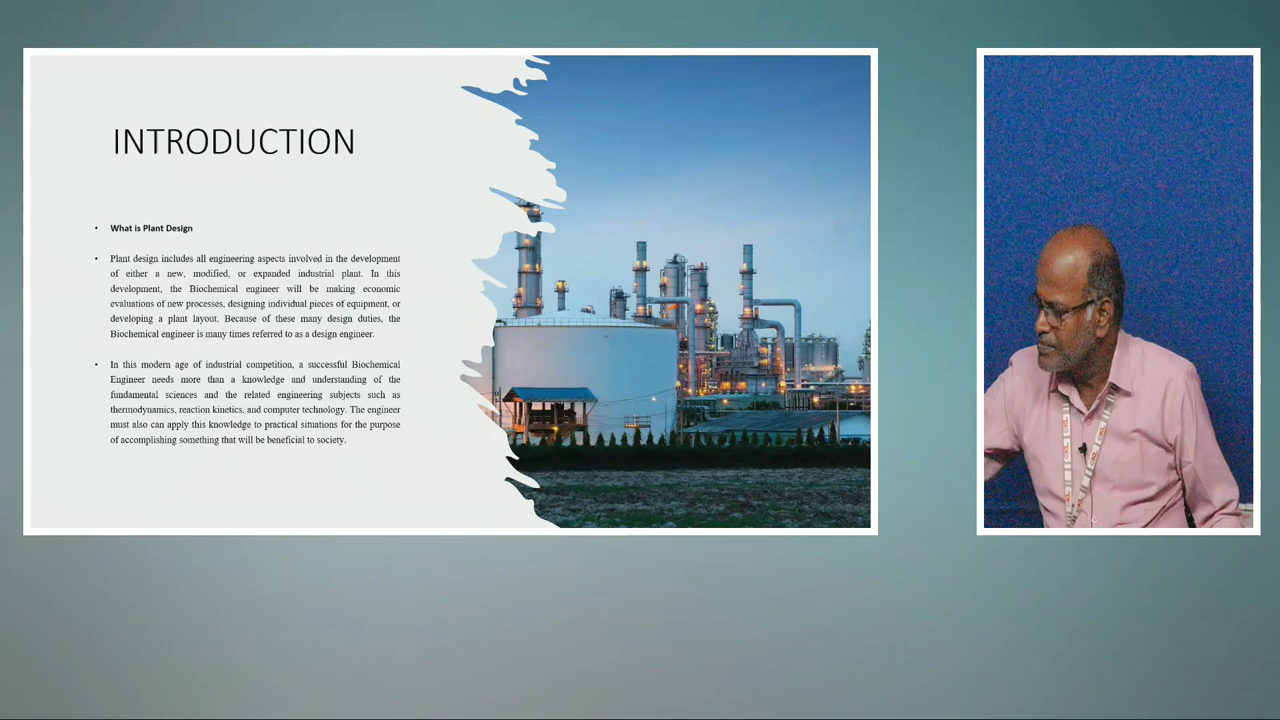 INTRODUCTION
• What is Plant Design
• Plant design includes all engineering aspects involved in the development
of either a new, modified, or expanded industrial plant. In this
development, the Biochemical engineer will be making economic
evaluations of new processes, designing individual pieces of equipment, or
developing a plant layout. Because of these many design duties, the
Biochemical engineer is many times referred to as a design engineer.
• In this modern age of industrial competition, a successful Biochemical
Engineer needs more than a knowledge and understanding of the
fundamental sciences and the related engineering subjects such as
thermodynamics, reaction kinetics, and computer technology. The engineer
must also can apply this knowledge to practical situations for the purpose
of accomplishing something that will be beneficial to society.